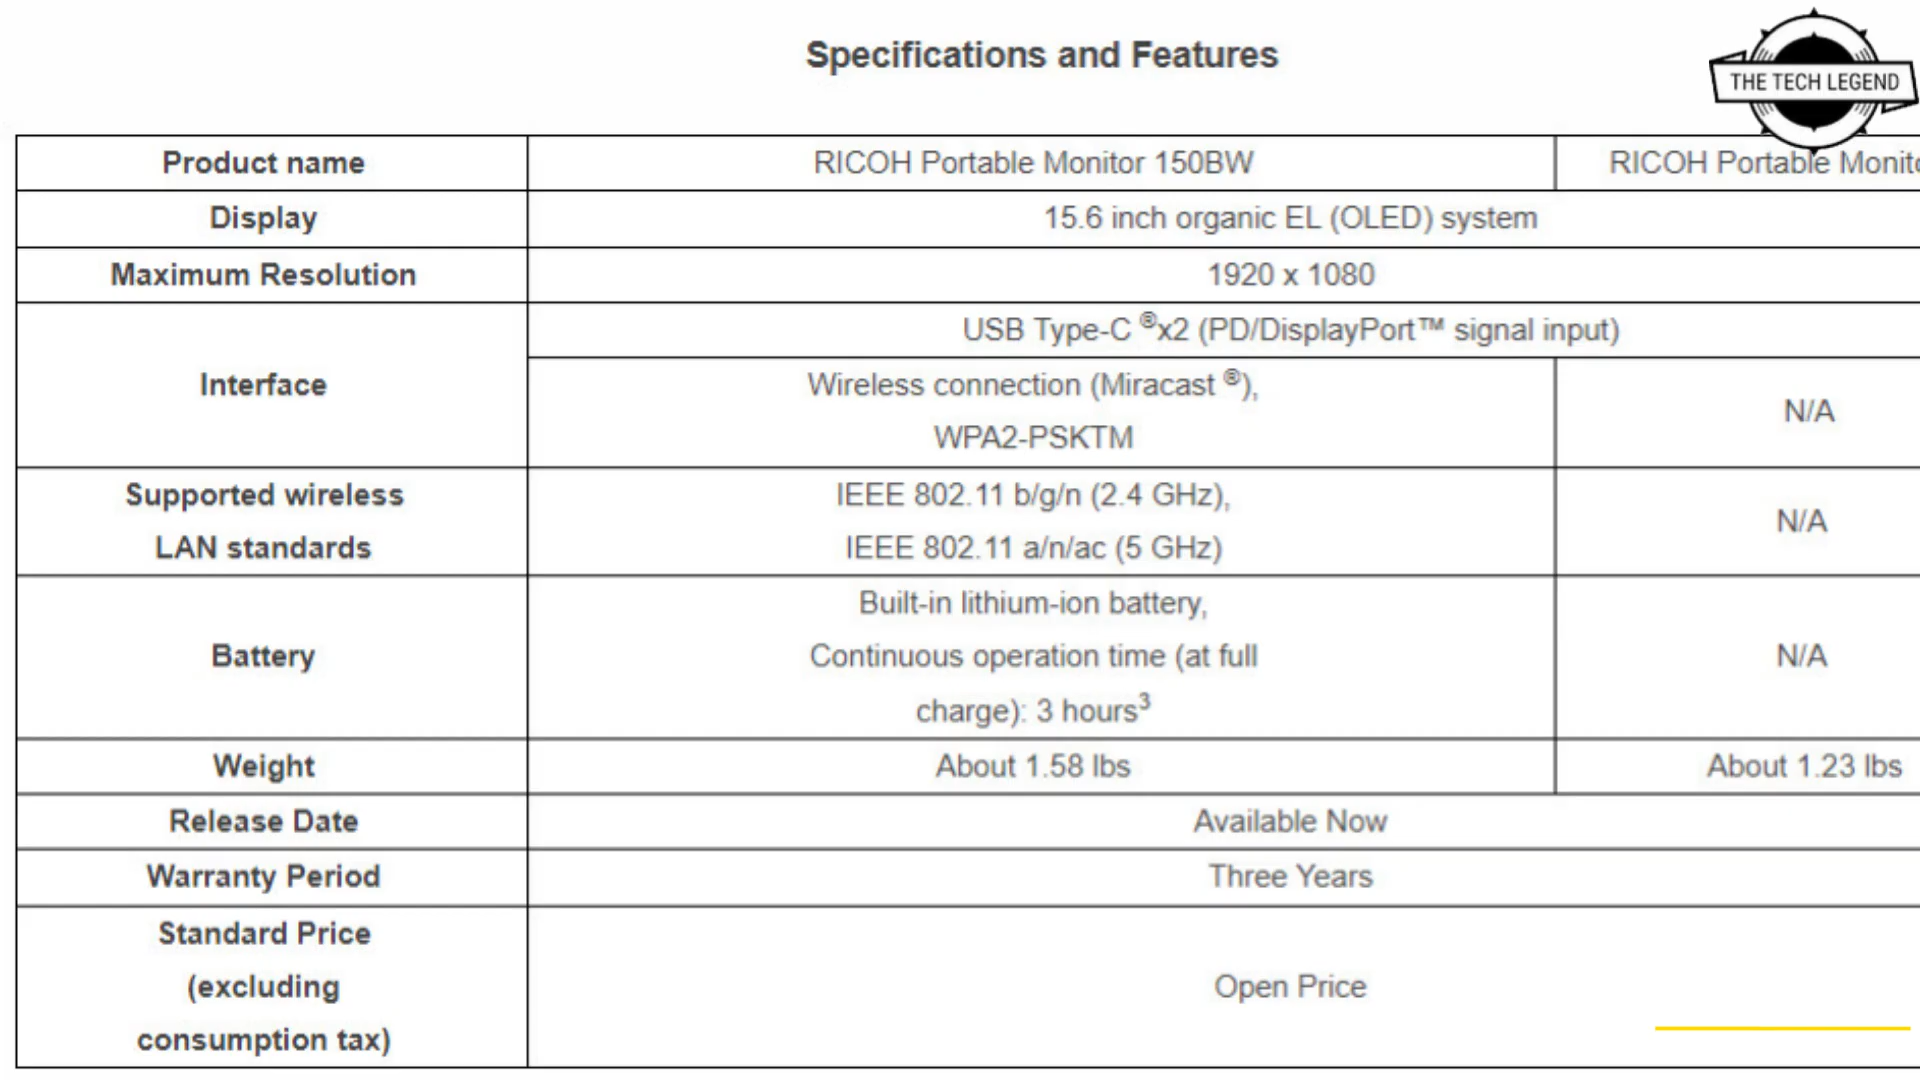 Specifications and Features
THE TECH LEGEND
Product name
RICOH Portable Monitor 150BW
RICOH Portable
Display
15.6 inch organic EL (OLED) system
Maximum Resolution
1920 x 1080
Interface
USB Type-C ®x2 (PD/DisplayPort™ signal input)
Wireless connection (Miracast ®),
WPA2-PSKTM
N/A
Supported wireless
LAN standards
IEEE 802.11 b/g/n (2.4 GHz),
IEEE 802.11 a/n/ac (5 GHz)
N/A
Battery
Built-in lithium-ion battery,
Continuous operation time (at full
charge): 3 hours³
N/A
Weight
About 1.58 lbs
About 1.23 lbs
Release Date
Available Now
Warranty Period
Three Years
Standard Price
(excluding
consumption tax)
Open Price